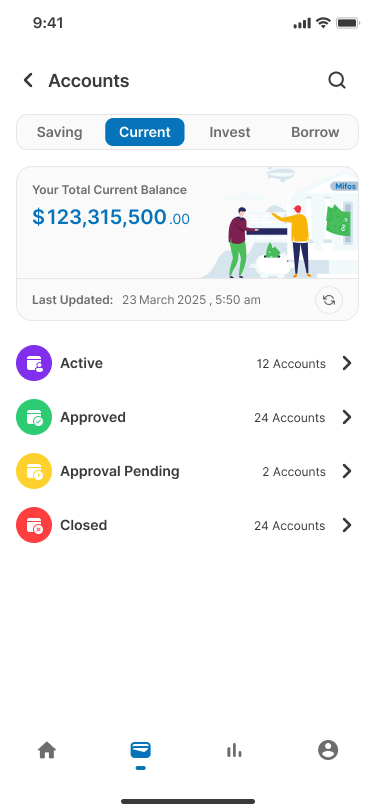 9:41
Accounts
Saving Current Invest Borrow
Your Total Current Balance
$123,315,500.00
Mifos
Last Updated: 23 March 2025 , 5:50 am
Active 12 Accounts
Approved 24 Accounts
Approval Pending 2 Accounts
Closed 24 Accounts